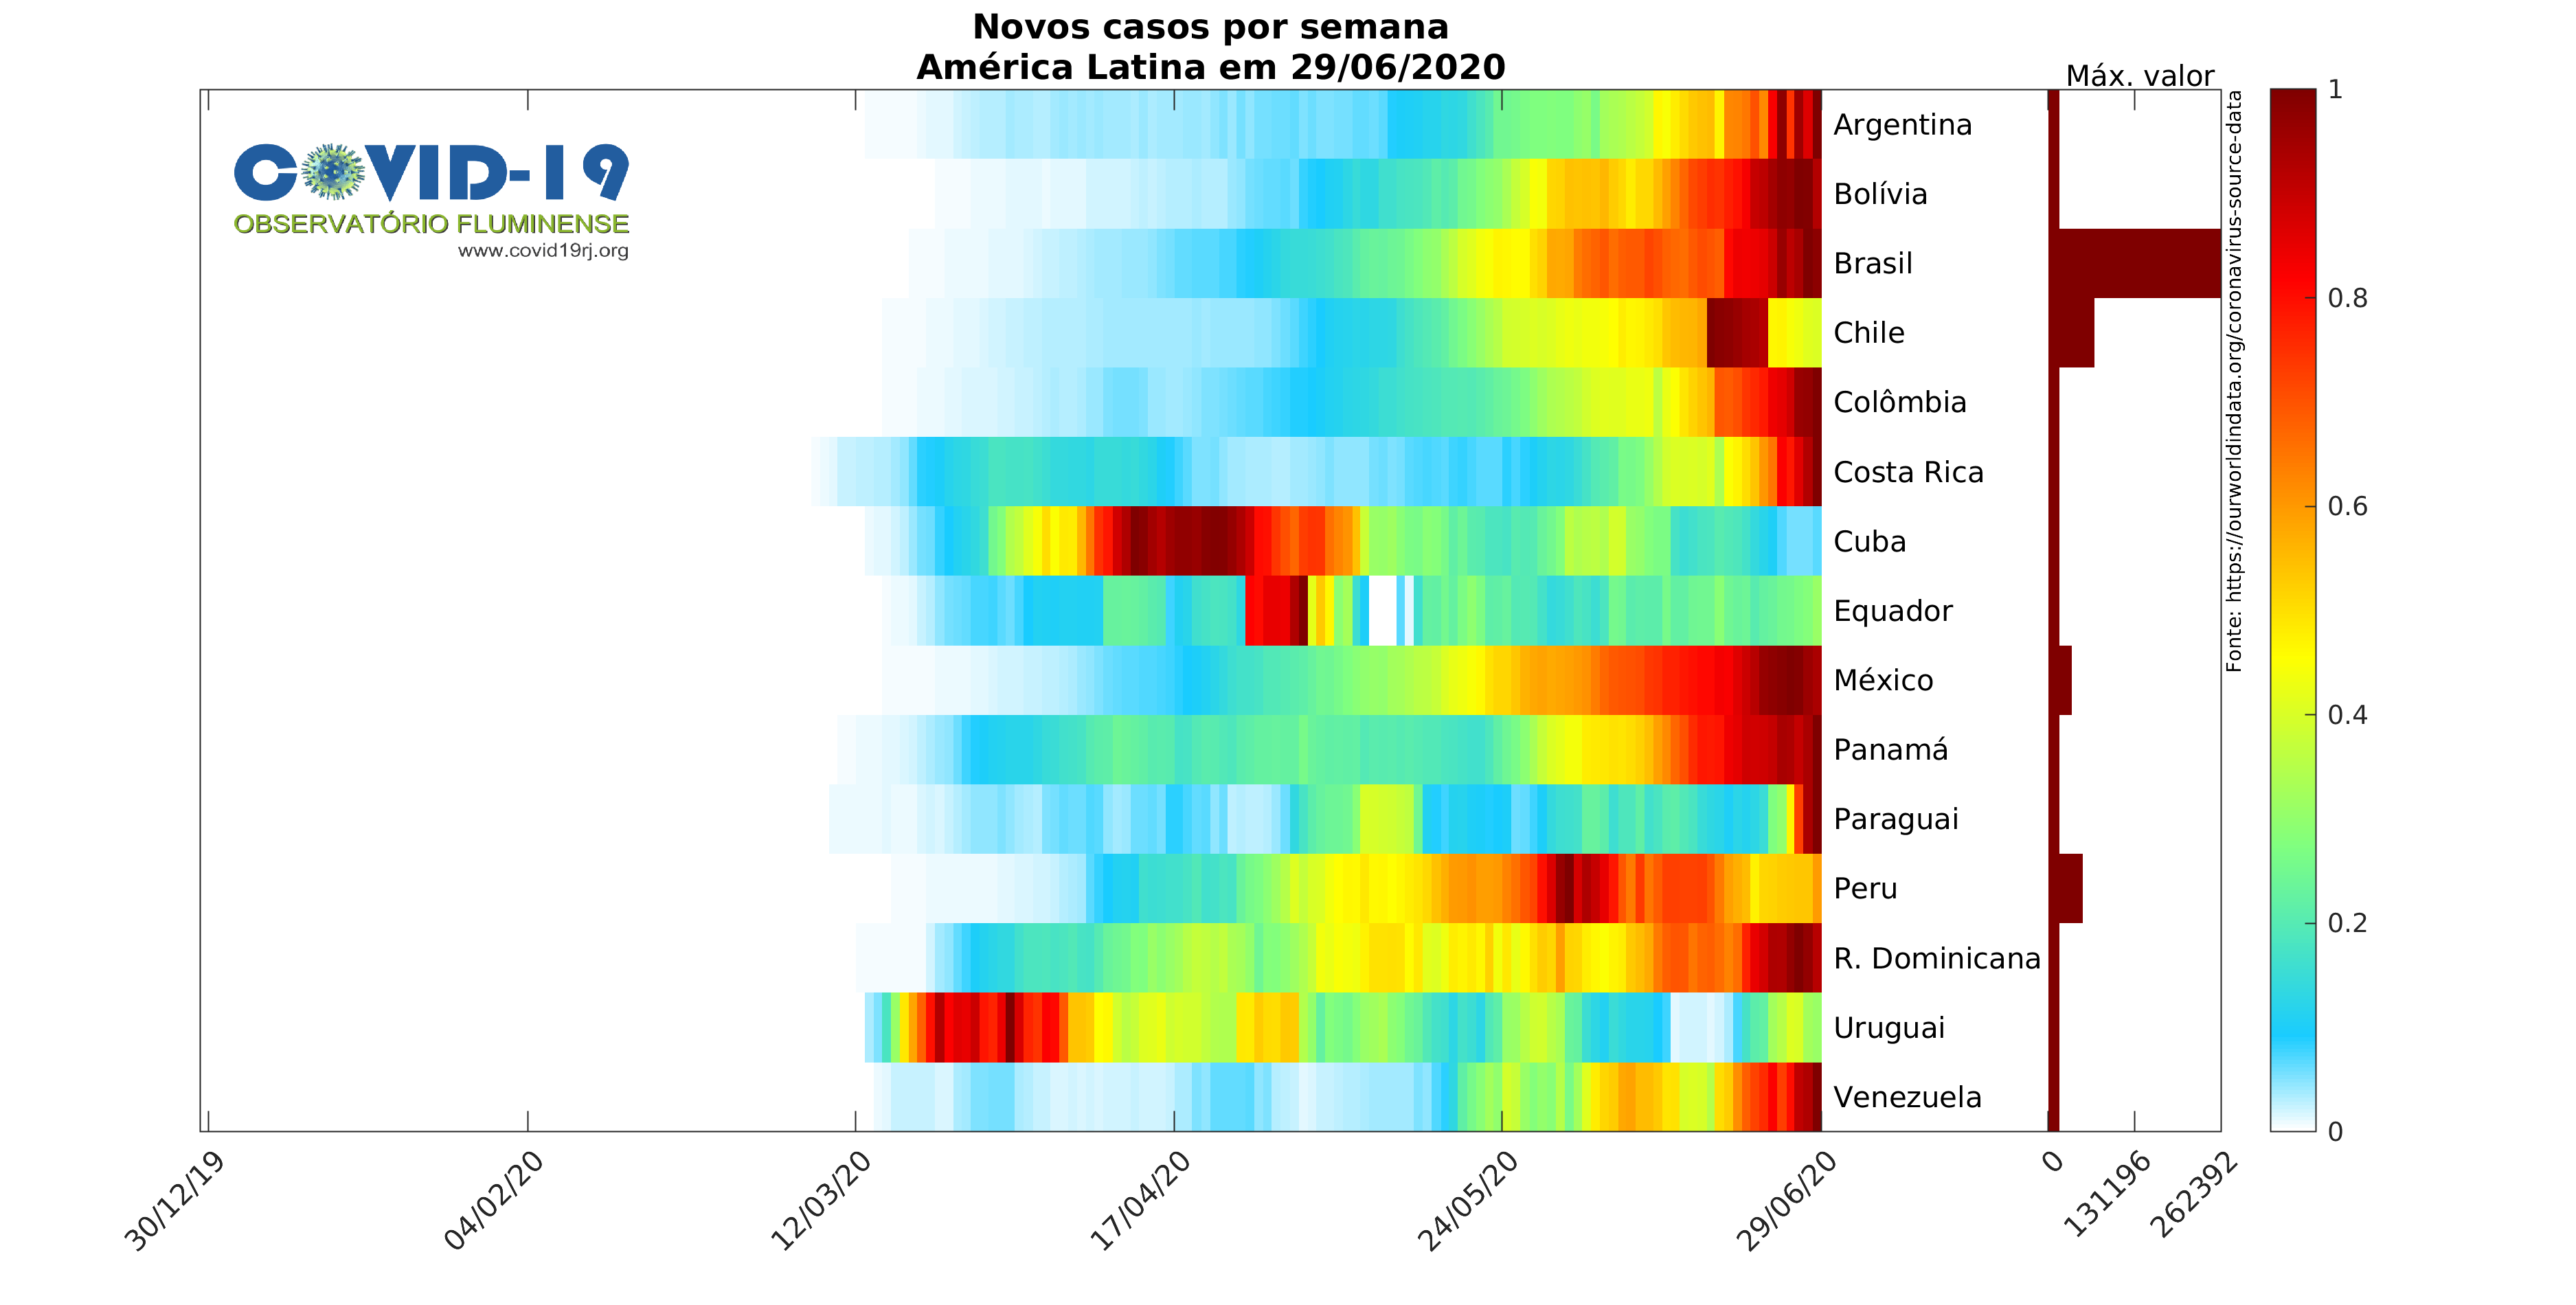 Novos casos por semana
América Latina em 29/06/2020
Máx. valor
COVID-19
OBSERVATÓRIO FLUMINENSE
www.covid19rj.org
Argentina
Bolívia
Brasil
Chile
Colômbia
Costa Rica
Cuba
Equador
México
Panamá
Paraguai
Peru
R. Dominicana
Uruguai
Venezuela
Fonte: https://ourworldindata.org/coronavirus-source-data
1
0.8
0.6
0.4
0.2
0
30/12/19
04/02/20
12/03/20
17/04/20
24/05/20
29/06/20
0
131196
262392